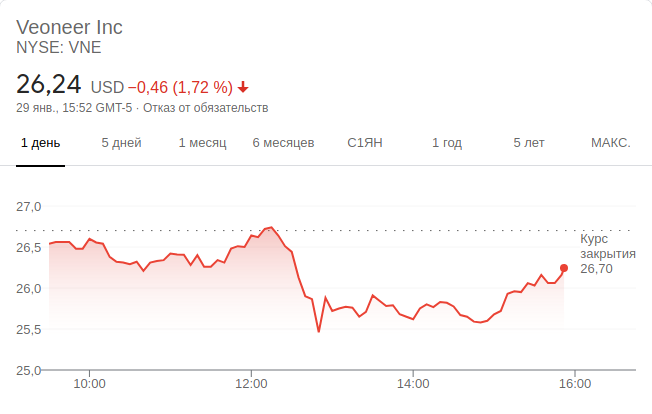 Veoneer Inc
NYSE: VNE
26,24 USD −0,46 (1,72 %)
29 янв., 15:52 GMT-5 · Отказ от обязательств
1 день 5 дней 1 месяц 6 месяцев С1ЯН 1 год 5 лет МАКС.
27,0
26,5
26,0
25,5
25,0
Курс
закрытия
26,70
10:00 12:00 14:00 16:00